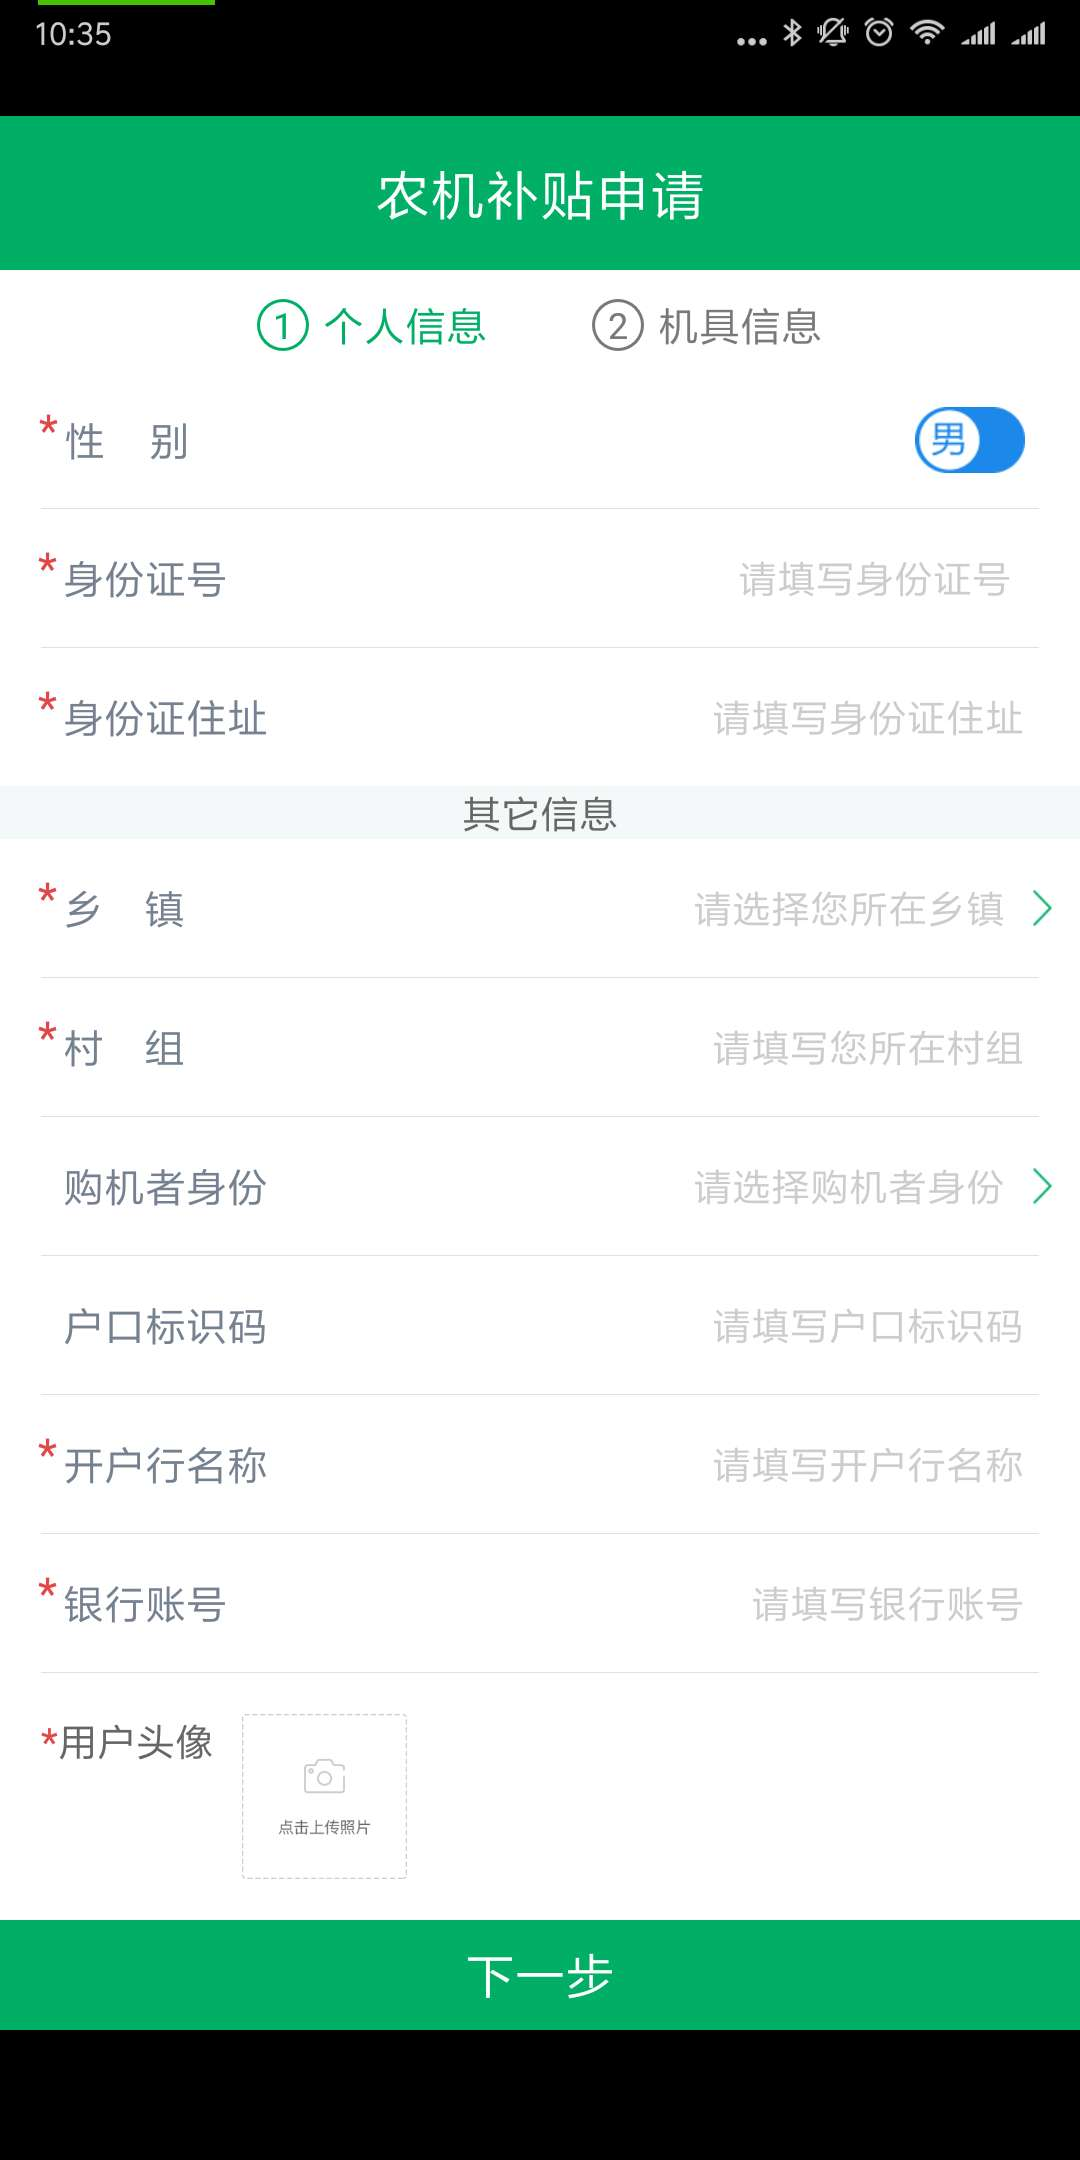 10:35
农机补贴申请
① 个人信息 ② 机具信息
* 性 别 男
* 身份证号 请填写身份证号
* 身份证住址 请填写身份证住址
其它信息
* 乡 镇 请选择您所在乡镇
* 村 组 请填写您所在村组
购机者身份 请选择购机者身份
户口标识码 请填写户口标识码
* 开户行名称 请填写开户行名称
* 银行账号 请填写银行账号
*用户头像
点击上传照片
下一步